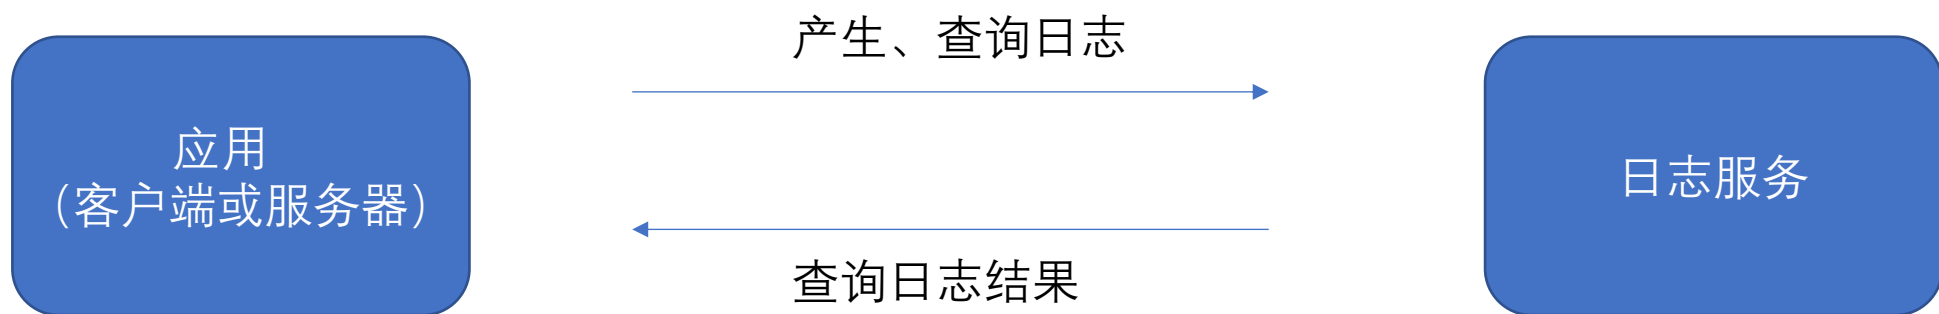 产生、查询日志
应用
（客户端或服务器）
日志服务
查询日志结果